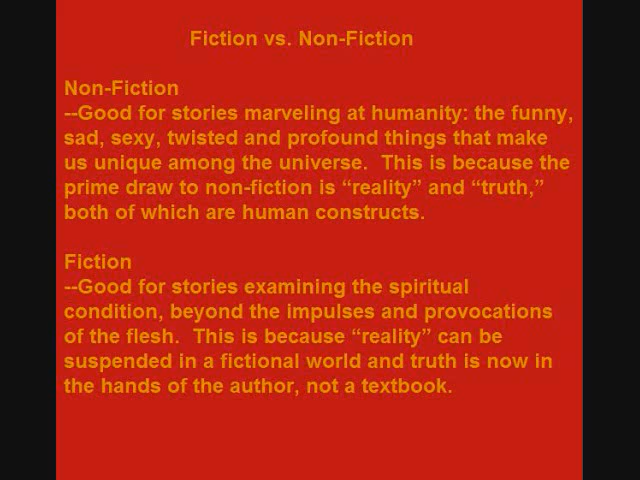 Fiction vs. Non-Fiction
Non-Fiction
--Good for stories marveling at humanity: the funny,
sad, sexy, twisted and profound things that make
us unique among the universe.  This is because the
prime draw to non-fiction is “reality” and “truth,”
both of which are human constructs.
Fiction
--Good for stories examining the spiritual
condition, beyond the impulses and provocations
of the flesh.  This is because “reality” can be
suspended in a fictional world and truth is now in
the hands of the author, not a textbook.